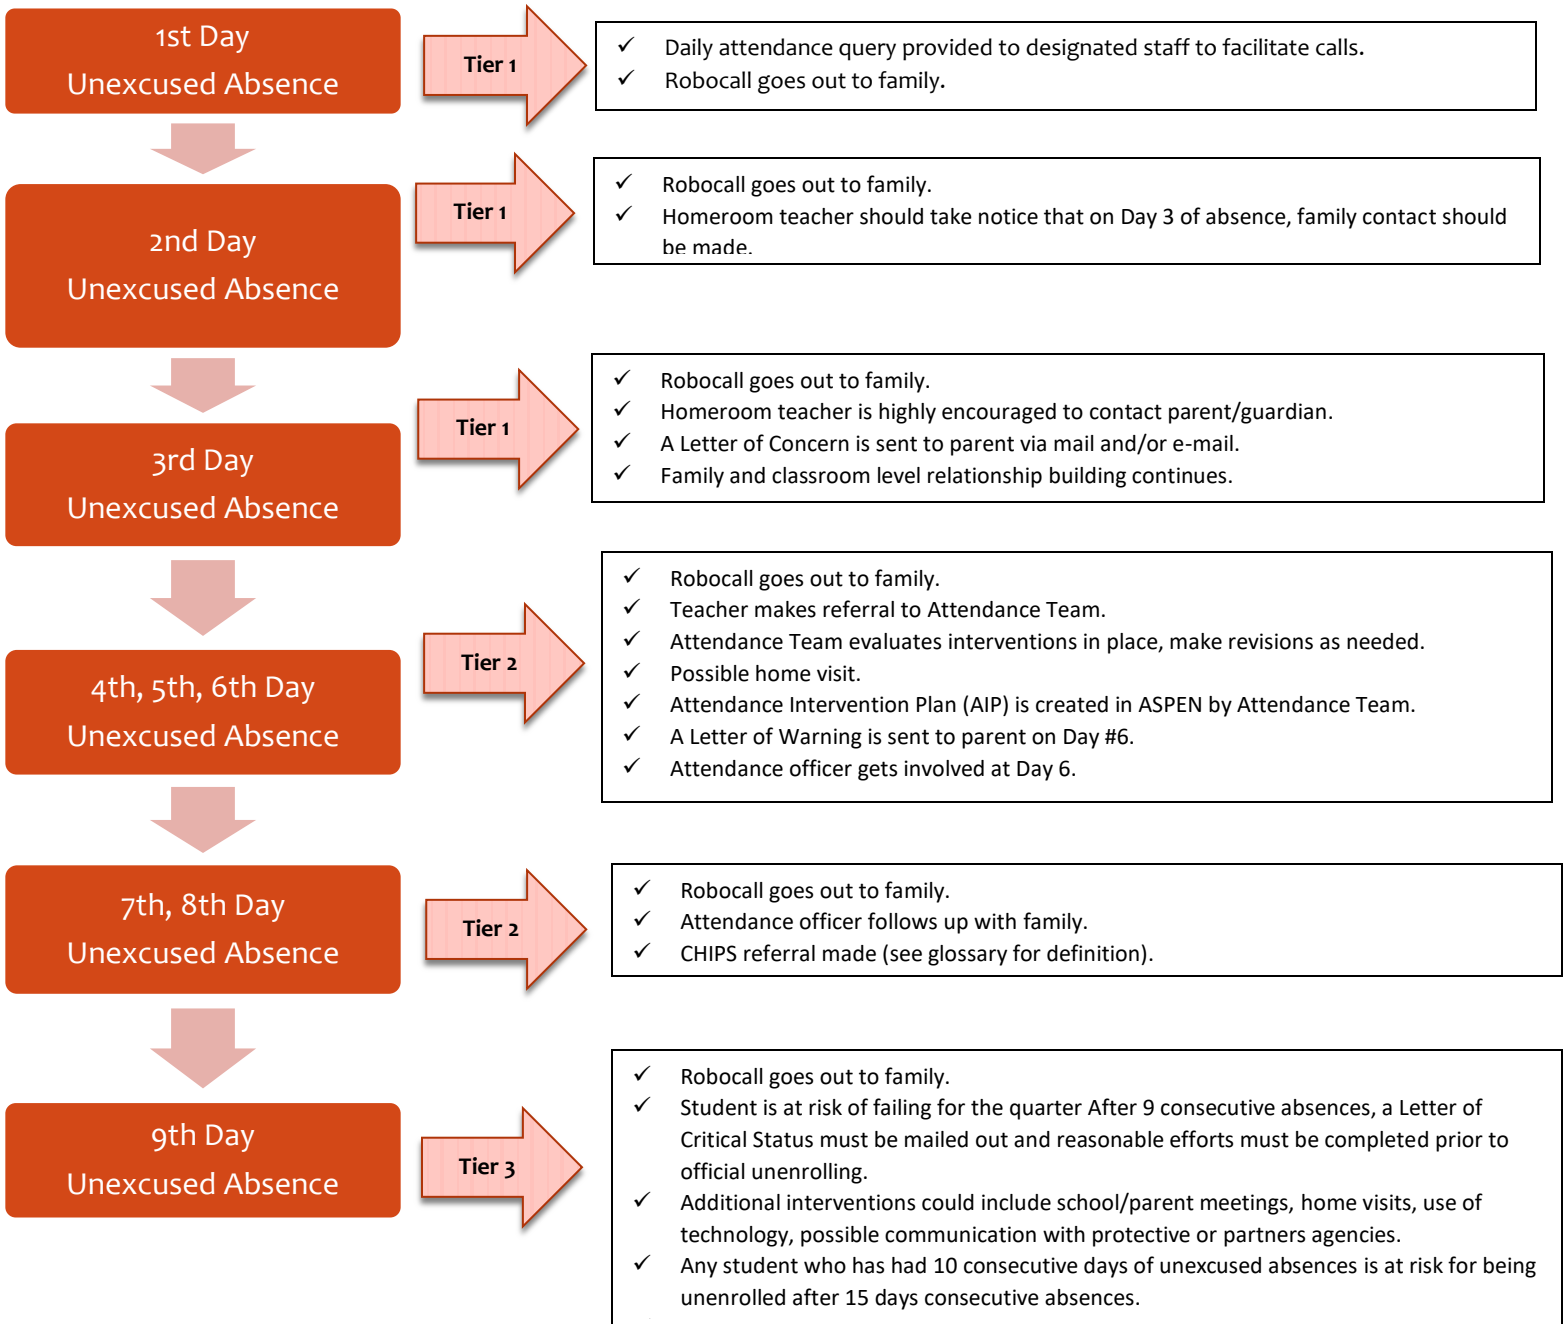 1st Day
Unexcused Absence
Tier 1
✓ Daily attendance query provided to designated staff to facilitate calls.
✓ Robocall goes out to family.
2nd Day
Unexcused Absence
Tier 1
✓ Robocall goes out to family.
✓ Homeroom teacher should take notice that on Day 3 of absence, family contact should
be made.
3rd Day
Unexcused Absence
Tier 1
✓ Robocall goes out to family.
✓ Homeroom teacher is highly encouraged to contact parent/guardian.
✓ A Letter of Concern is sent to parent via mail and/or e-mail.
✓ Family and classroom level relationship building continues.
4th, 5th, 6th Day
Unexcused Absence
Tier 2
✓ Robocall goes out to family.
✓ Teacher makes referral to Attendance Team.
✓ Attendance Team evaluates interventions in place, make revisions as needed.
✓ Possible home visit.
✓ Attendance Intervention Plan (AIP) is created in ASPEN by Attendance Team.
✓ A Letter of Warning is sent to parent on Day #6.
✓ Attendance officer gets involved at Day 6.
7th, 8th Day
Unexcused Absence
Tier 2
✓ Robocall goes out to family.
✓ Attendance officer follows up with family.
✓ CHIPS referral made (see glossary for definition).
9th Day
Unexcused Absence
Tier 3
✓ Robocall goes out to family.
✓ Student is at risk of failing for the quarter After 9 consecutive absences, a Letter of
Critical Status must be mailed out and reasonable efforts must be completed prior to
official unenrolling.
✓ Additional interventions could include school/parent meetings, home visits, use of
technology, possible communication with protective or partners agencies.
✓ Any student who has had 10 consecutive days of unexcused absences is at risk for being
unenrolled after 15 days consecutive absences.